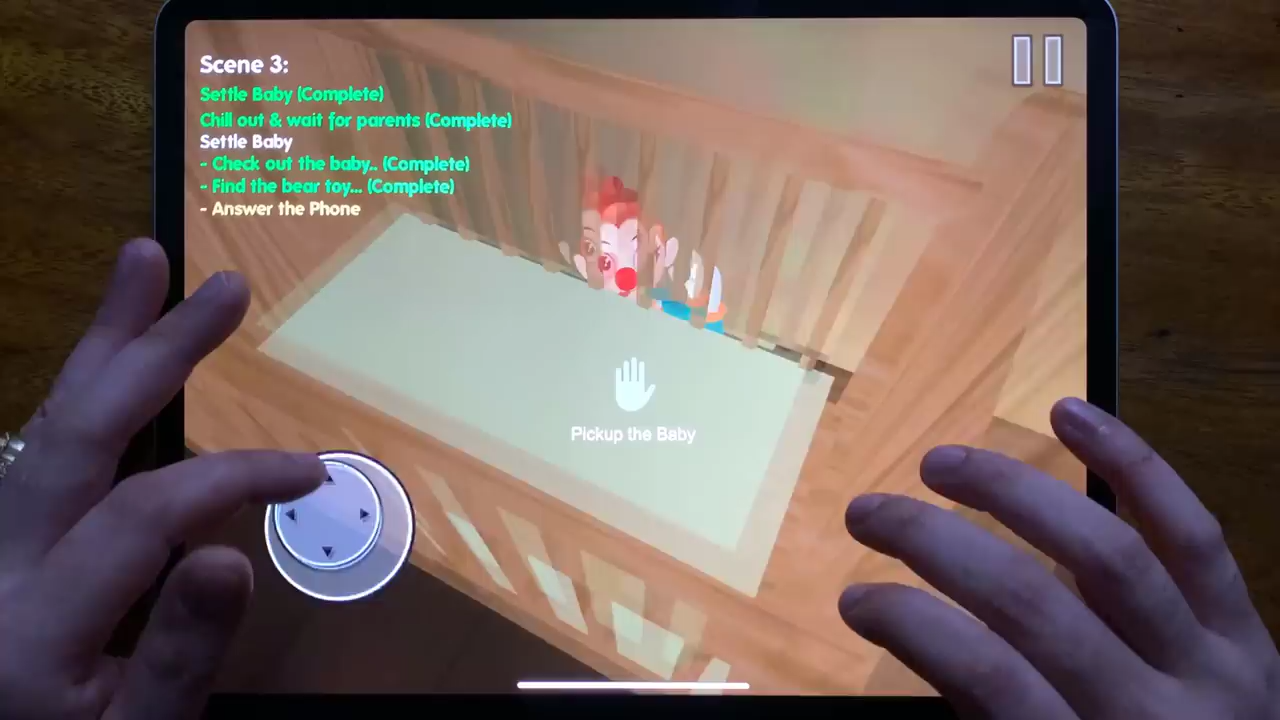 Scene 3:
Settle Baby (Complete)
Chill out & wait for parents (Complete)
Settle Baby
- Check out the baby.. (Complete)
- Find the bear toy... (Complete)
- Answer the Phone
Pickup the Baby